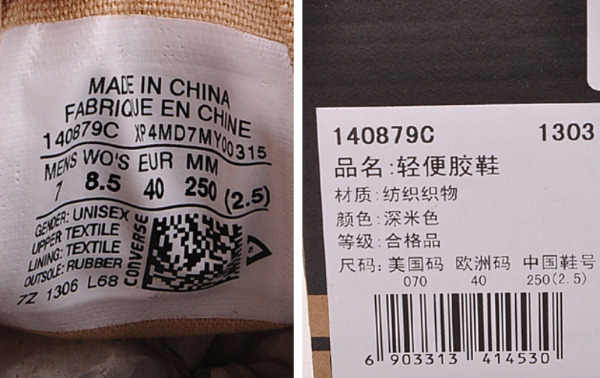 MADE IN CHINA
FABRIQUE EN CHINE
140879C XP4MD7MY00315
MENS WO'S EUR MM
7 8.5 40 250 (2.5)
GENDER: UNISEX
UPPER: TEXTILE
LINING: TEXTILE
OUTSOLE: RUBBER
CONVERSE
7Z 1306 L68
140879C 1303
品名:轻便胶鞋
材质:纺织织物
颜色:深米色
等级:合格品
尺码: 美国码 欧洲码 中国鞋号
070 40 250(2.5)
6 903313 414530